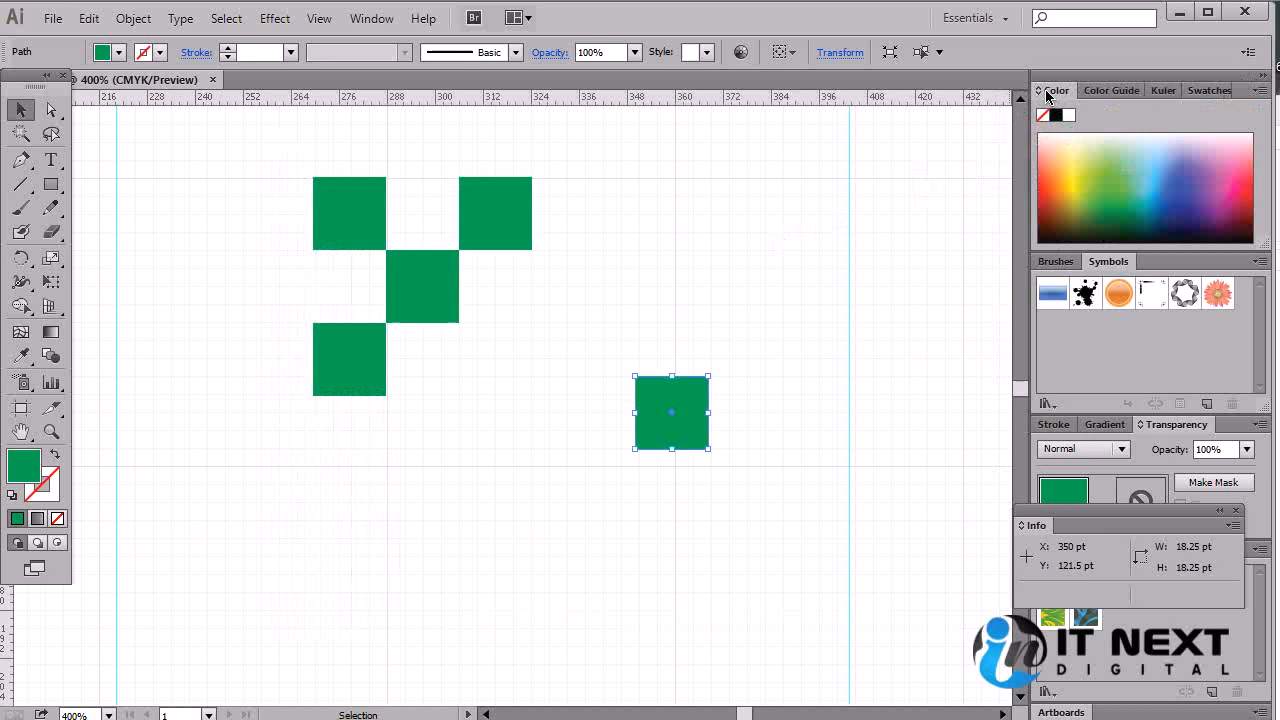 Ai File Edit Object Type Select Effect View Window Help Br Essentials
Path Stroke: Basic Opacity: 100% Style: Transform
@ 400% (CMYK/Preview)
216 228 240 252 264 276 288 300 312 324 336 348 360 372 384 396 408 420 432
Color Color Guide Kuler Swatches
Brushes Symbols
Stroke Gradient Transparency
Normal Opacity: 100%
Make Mask
Info
X: 350 pt W: 18.25 pt
Y: 121.5 pt H: 18.25 pt
in IT NEXT
DIGITAL
Artboards
400% 1 Selection